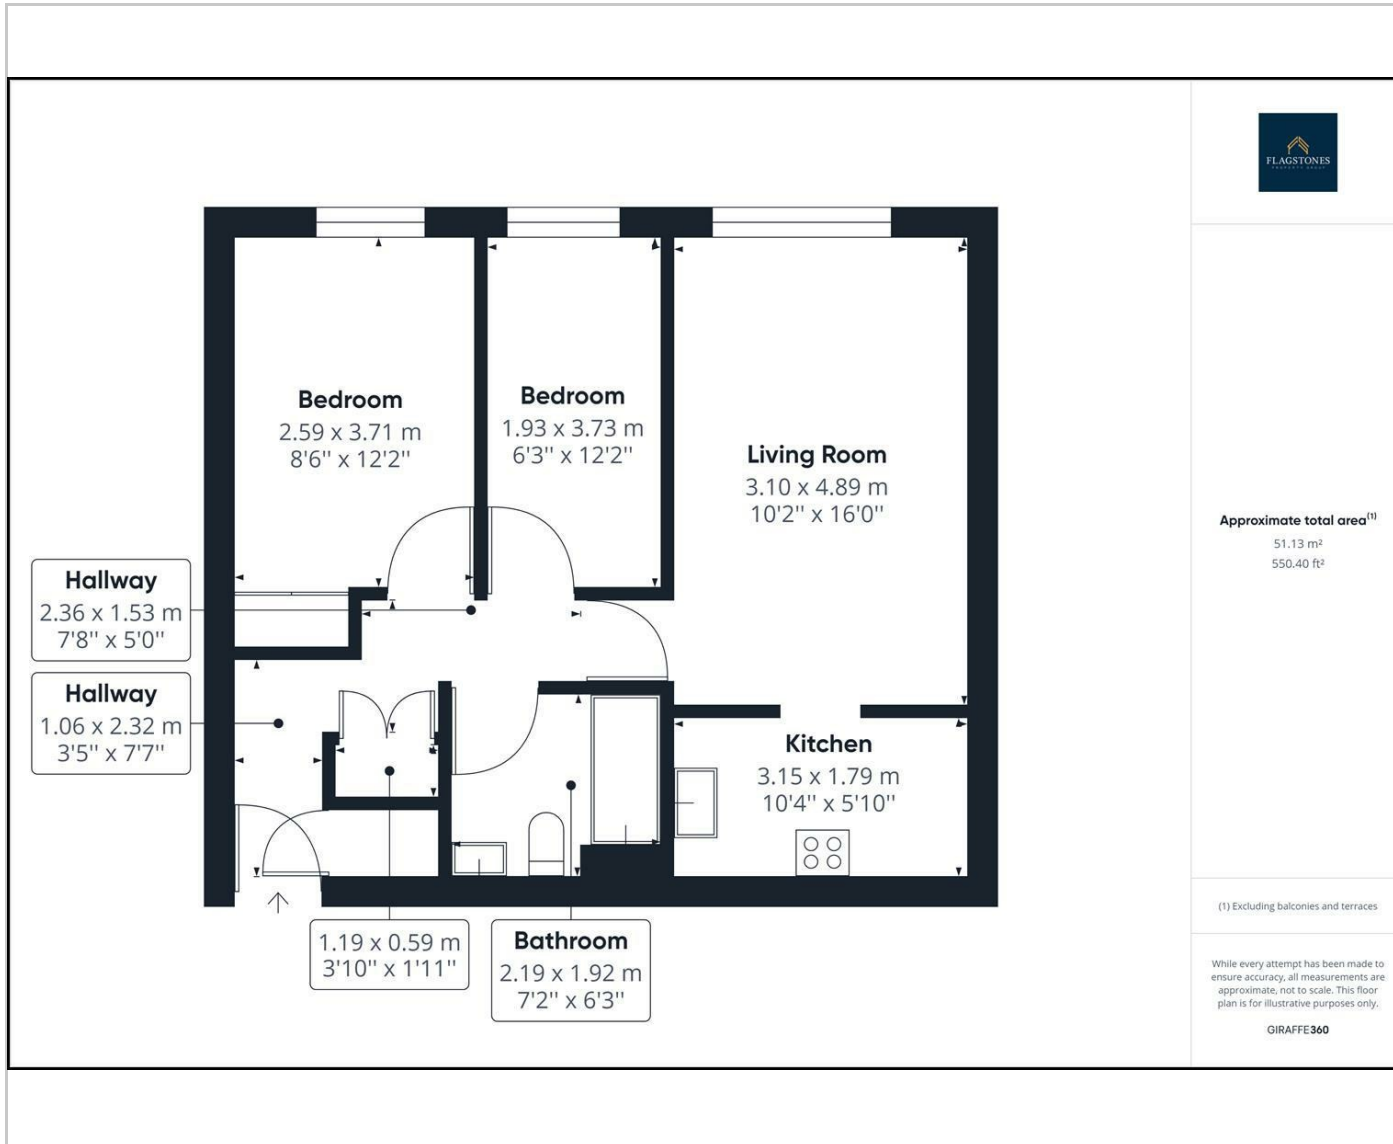 FLAGSTONES
PROPERTY GROUP
Bedroom
2.59 x 3.71 m
8'6'' x 12'2''
Bedroom
1.93 x 3.73 m
6'3'' x 12'2''
Living Room
3.10 x 4.89 m
10'2'' x 16'0''
Approximate total area(1)
51.13 m²
550.40 ft²
Hallway
2.36 x 1.53 m
7'8'' x 5'0''
Hallway
1.06 x 2.32 m
3'5'' x 7'7''
Kitchen
3.15 x 1.79 m
10'4'' x 5'10''
1.19 x 0.59 m
3'10'' x 1'11''
Bathroom
2.19 x 1.92 m
7'2'' x 6'3''
(1) Excluding balconies and terraces
While every attempt has been made to
ensure accuracy, all measurements are
approximate, not to scale. This floor
plan is for illustrative purposes only.
GIRAFFE360